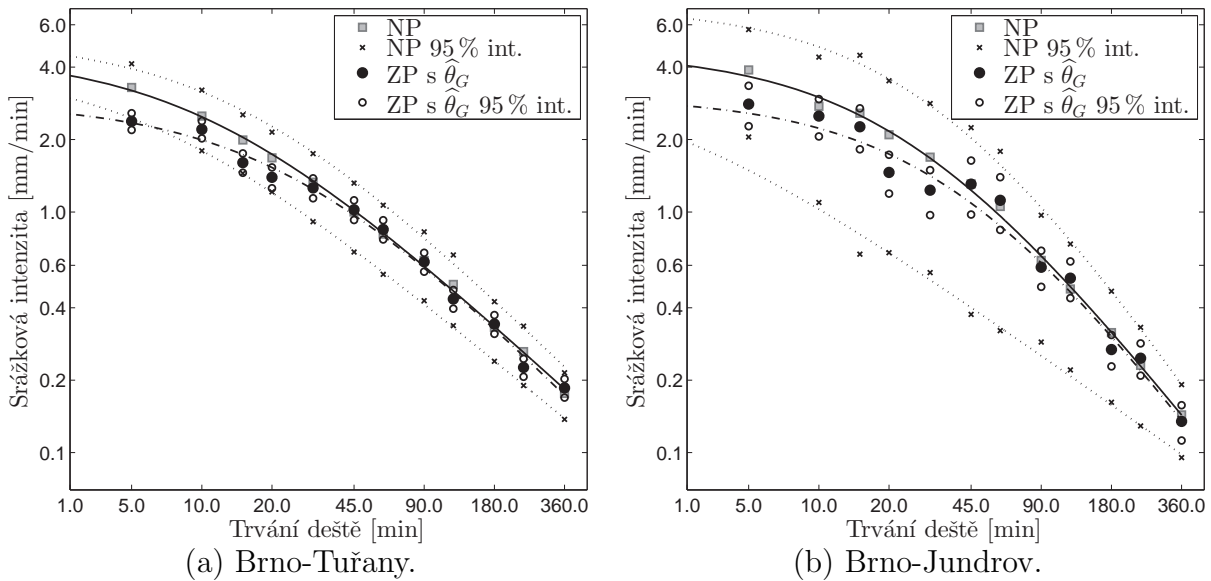 6.0
4.0
2.0
1.0
0.6
0.4
0.2
0.1
Srážková intenzita [mm/min]
NP
NP 95 % int.
ZP s θ̂_G
ZP s θ̂_G 95 % int.
1.0 5.0 10.0 20.0 45.0 90.0 180.0 360.0
Trvání deště [min]
(a) Brno-Tuřany.
6.0
4.0
2.0
1.0
0.6
0.4
0.2
0.1
Srážková intenzita [mm/min]
NP
NP 95 % int.
ZP s θ̂_G
ZP s θ̂_G 95 % int.
1.0 5.0 10.0 20.0 45.0 90.0 180.0 360.0
Trvání deště [min]
(b) Brno-Jundrov.